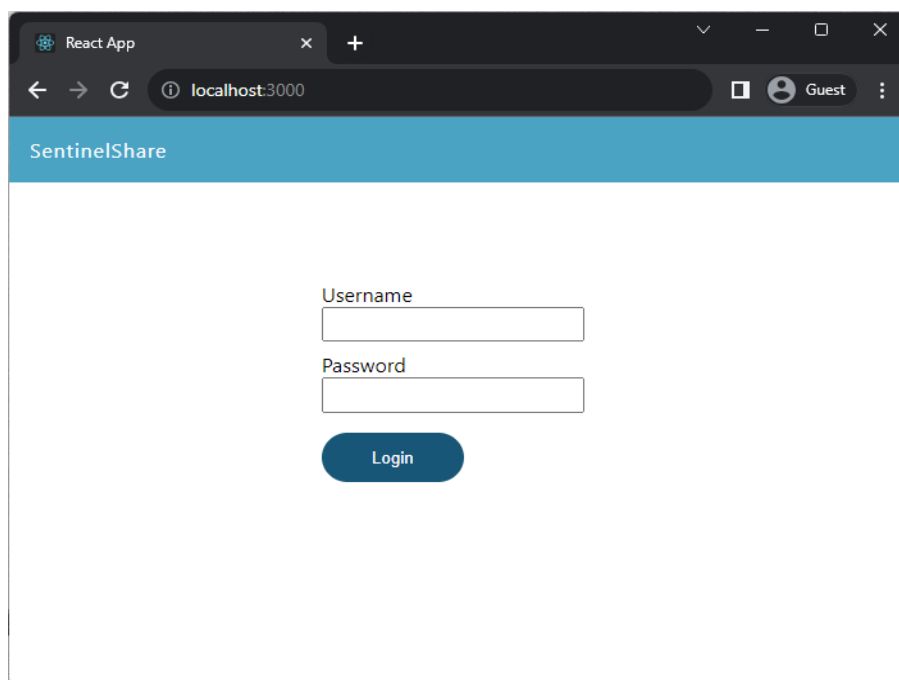 React App
localhost:3000
Guest
SentinelShare
Username
Password
Login